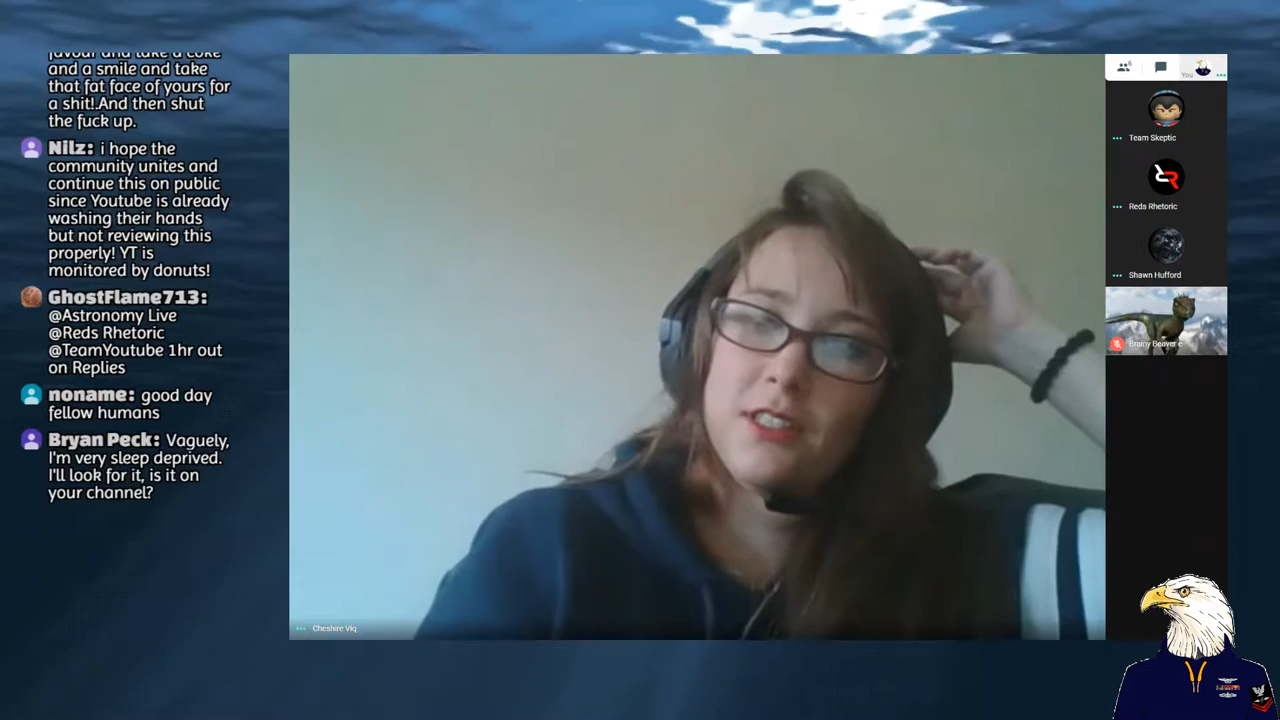 favour and take a coke
and a smile and take
that fat face of yours for
a shit!.And then shut
the fuck up.
Nilz: i hope the
community unites and
continue this on public
since Youtube is already
washing their hands
but not reviewing this
properly! YT is
monitored by donuts!
GhostFlame713:
@Astronomy Live
@Reds Rhetoric
@TeamYoutube 1hr out
on Replies
noname: good day
fellow humans
Bryan Peck: Vaguely,
I'm very sleep deprived.
I'll look for it, is it on
your channel?
Cheshire Viq
You
Team Skeptic
Reds Rhetoric
Shawn Hufford
Brainy Beaver c